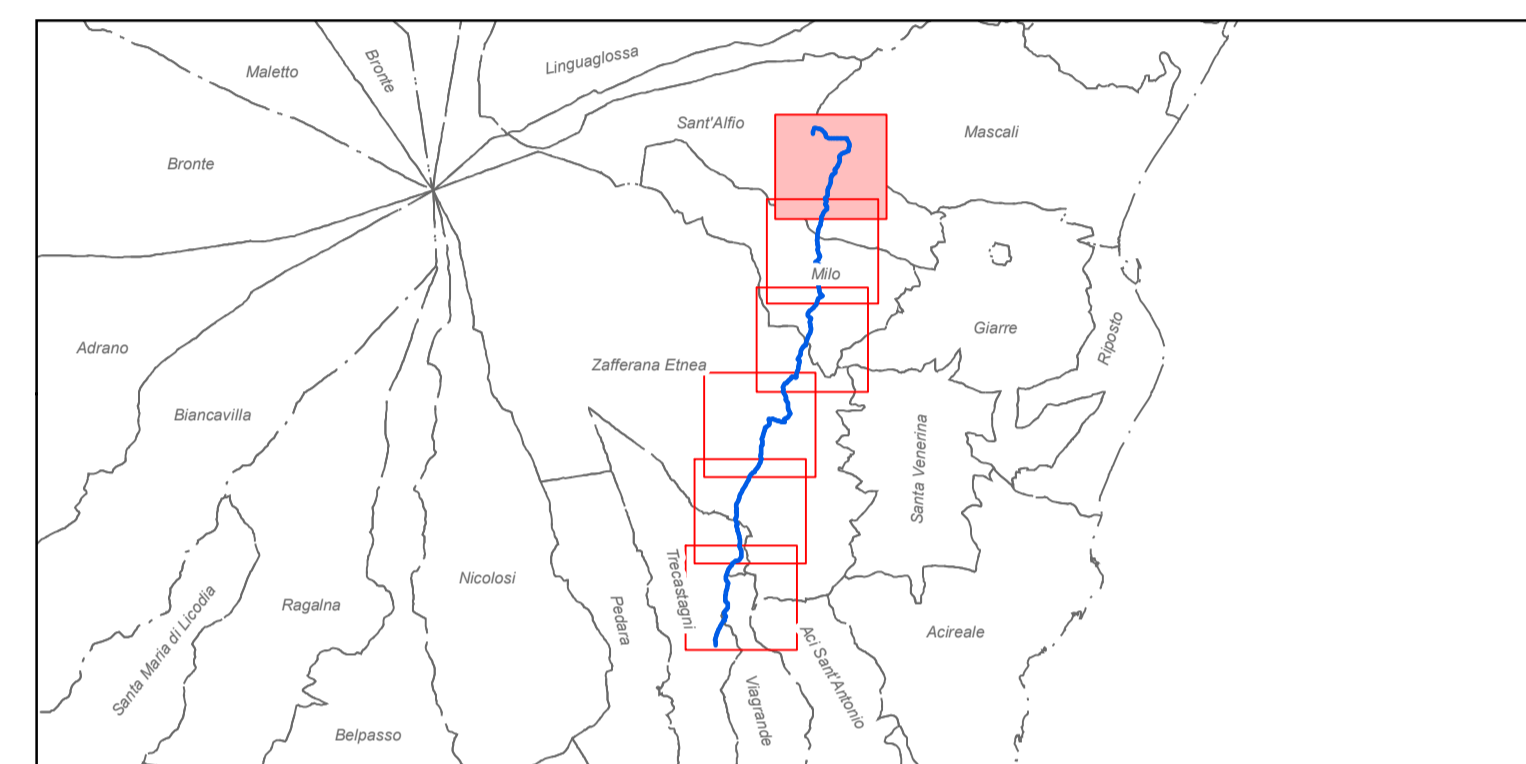 Linguaglossa
Bronte
Maletto
Sant'Alfio
Mascali
Bronte
Milo
Giarre
Riposto
Adrano
Zafferana Etnea
Biancavilla
Santa Venerina
Nicolosi
Trecastagni
Ragalna
Pedara
Santa Maria di Licodia
Acireale
Aci Sant'Antonio
Viagrande
Belpasso